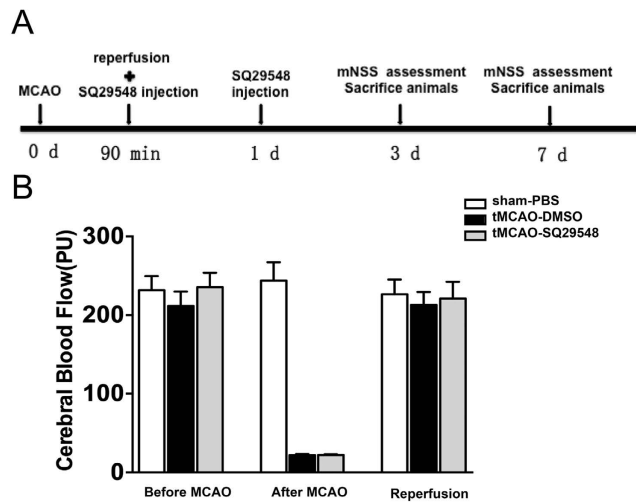 A
reperfusion
+
MCAO SQ29548 injection
SQ29548
injection
mNSS assessment
Sacrifice animals
mNSS assessment
Sacrifice animals
0 d 90 min 1 d 3 d 7 d
B
sham-PBS
tMCAO-DMSO
tMCAO-SQ29548
Cerebral Blood Flow(PU)
300
200
100
0
Before MCAO After MCAO Reperfusion